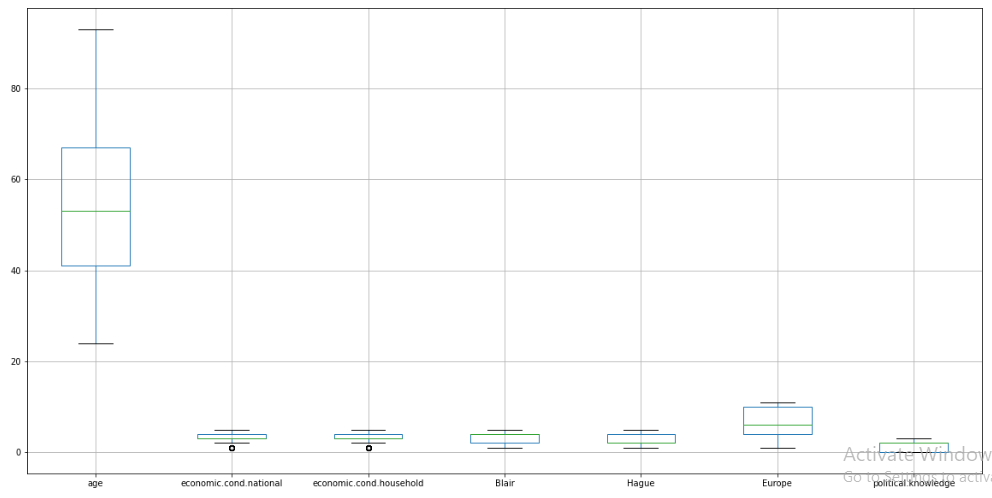 80
60
40
20
0
age economic.cond.national economic.cond.household Blair Hague Europe political.knowledge
Activate Window
Go to Settings to activa